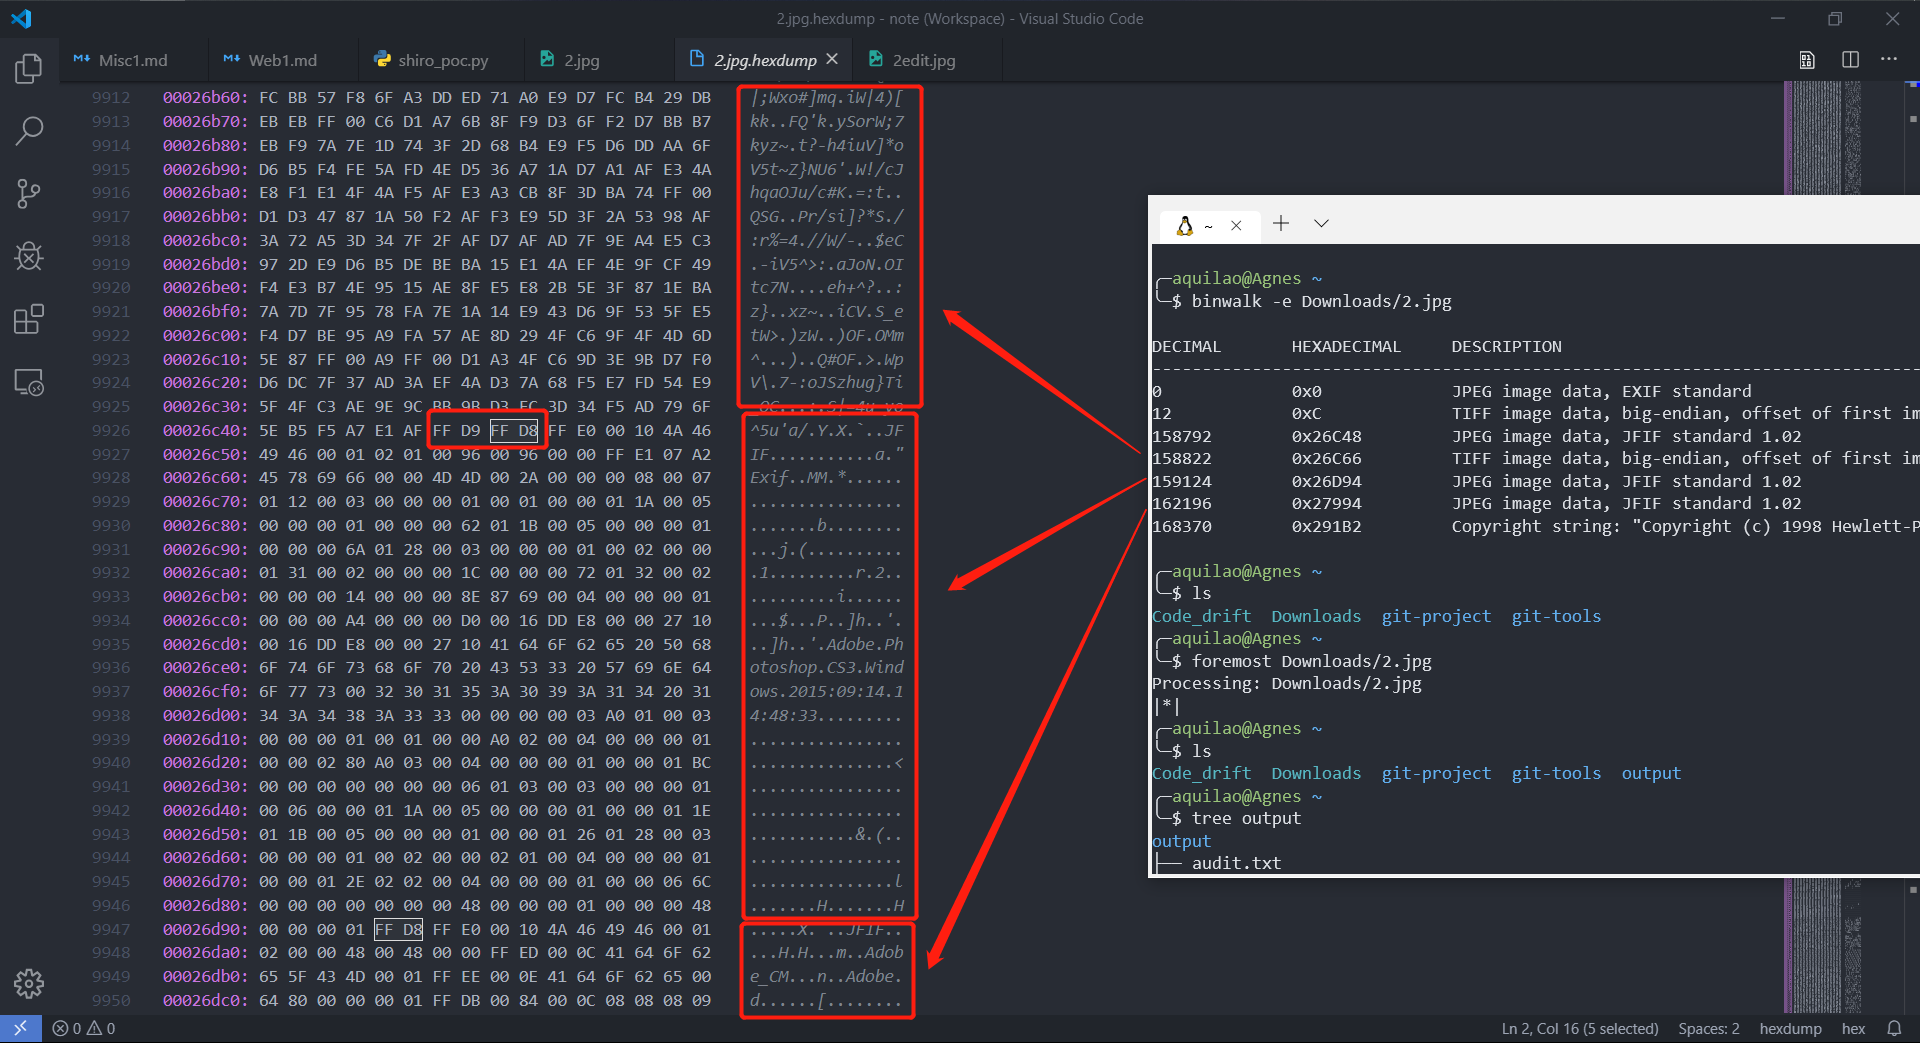 2.jpg.hexdump - note (Workspace) - Visual Studio Code
Misc1.md
Web1.md
shiro_poc.py
2.jpg
2.jpg.hexdump
2edit.jpg
9912 00026b60: FC BB 57 F8 6F A3 DD ED 71 A0 E9 D7 FC B4 29 DB |;Wxo#]mq.iW|4)[
9913 00026b70: EB EB FF 00 C6 D1 A7 6B 8F F9 D3 6F F2 D7 BB B7 kk..FQ'k.ySorW;7
9914 00026b80: EB F9 7A 7E 1D 74 3F 2D 68 B4 E9 F5 D6 DD AA 6F kyz~.t?-h4iuV]*o
9915 00026b90: D6 B5 F4 FE 5A FD 4E D5 36 A7 1A D7 A1 AF E3 4A V5t~Z}NU6'.W!/cJ
9916 00026ba0: E8 F1 E1 4F 4A F5 AF E3 A3 CB 8F 3D BA 74 FF 00 hqaOJu/c#K.=:t..
9917 00026bb0: D1 D3 47 87 1A 50 F2 AF F3 E9 5D 3F 2A 53 98 AF QSG..Pr/si]?*S./
9918 00026bc0: 3A 72 A5 3D 34 7F 2F AF D7 AF AD 7F 9E A4 E5 C3 :r%=4.//W/-..$eC
9919 00026bd0: 97 2D E9 D6 B5 DE BE BA 15 E1 4A EF 4E 9F CF 49 .-iV5^>:.aJoN.OI
9920 00026be0: F4 E3 B7 4E 95 15 AE 8F E5 E8 2B 5E 3F 87 1E BA tc7N....eh+^?..:
9921 00026bf0: 7A 7D 7F 95 78 FA 7E 1A 14 E9 43 D6 9F 53 5F E5 z}..xz~..iCV.S_e
9922 00026c00: F4 D7 BE 95 A9 FA 57 AE 8D 29 4F C6 9F 4F 4D 6D tW>.)zW..)OF.OMm
9923 00026c10: 5E 87 FF 00 A9 FF 00 D1 A3 4F C6 9D 3E 9B D7 F0 ^...)..Q#OF.>.Wp
9924 00026c20: D6 DC 7F 37 AD 3A EF 4A D3 7A 68 F5 E7 FD 54 E9 V\.7-:oJSzhug}Ti
9925 00026c30: 5F 4F C3 AE 9E 9C BB 9B D3 FC 3D 34 F5 AD 79 6F
9926 00026c40: 5E B5 F5 A7 E1 AF FF D9 FF D8 FF E0 00 10 4A 46 ^5u'a/.Y.X.`..JF
9927 00026c50: 49 46 00 01 02 01 00 96 00 96 00 00 FF E1 07 A2 IF..........a."
9928 00026c60: 45 78 69 66 00 00 4D 4D 00 2A 00 00 00 08 00 07 Exif..MM.*......
9929 00026c70: 01 12 00 03 00 00 00 01 00 01 00 00 01 1A 00 05 ................
9930 00026c80: 00 00 00 01 00 00 00 62 01 1B 00 05 00 00 00 01 .......b........
9931 00026c90: 00 00 00 6A 01 28 00 03 00 00 00 01 00 02 00 00 ...j.(..........
9932 00026ca0: 01 31 00 02 00 00 00 1C 00 00 00 72 01 32 00 02 .1.........r.2..
9933 00026cb0: 00 00 00 14 00 00 00 8E 87 69 00 04 00 00 00 01 .........i......
9934 00026cc0: 00 00 00 A4 00 00 00 D0 00 16 DD E8 00 00 27 10 ...$...P..]h..'.
9935 00026cd0: 00 16 DD E8 00 00 27 10 41 64 6F 62 65 20 50 68 ..]h..'.Adobe.Ph
9936 00026ce0: 6F 74 6F 73 68 6F 70 20 43 53 33 20 57 69 6E 64 otoshop.CS3.Wind
9937 00026cf0: 6F 77 73 00 32 30 31 35 3A 30 39 3A 31 34 20 31 ows.2015:09:14.1
9938 00026d00: 34 3A 34 38 3A 33 33 00 00 00 00 03 A0 01 00 03 4:48:33.........
9939 00026d10: 00 00 00 01 00 01 00 00 A0 02 00 04 00 00 00 01 ................
9940 00026d20: 00 00 02 80 A0 03 00 04 00 00 00 01 00 00 01 BC ...............<
9941 00026d30: 00 00 00 00 00 00 00 06 01 03 00 03 00 00 00 01 ................
9942 00026d40: 00 06 00 00 01 1A 00 05 00 00 00 01 00 00 01 1E ................
9943 00026d50: 01 1B 00 05 00 00 00 01 00 00 01 26 01 28 00 03 ...........&.(..
9944 00026d60: 00 00 00 01 00 02 00 00 02 01 00 04 00 00 00 01 ................
9945 00026d70: 00 00 01 2E 02 02 00 04 00 00 00 01 00 00 06 6C ...............l
9946 00026d80: 00 00 00 00 00 00 00 48 00 00 00 01 00 00 00 48 .......H.......H
9947 00026d90: 00 00 00 01 FF D8 FF E0 00 10 4A 46 49 46 00 01 .....X. ..JFIF..
9948 00026da0: 02 00 00 48 00 48 00 00 FF ED 00 0C 41 64 6F 62 ...H.H...m..Adob
9949 00026db0: 65 5F 43 4D 00 01 FF EE 00 0E 41 64 6F 62 65 00 e_CM...n..Adobe.
9950 00026dc0: 64 80 00 00 00 01 FF DB 00 84 00 0C 08 08 08 09 d......[........
~
╭─aquilao@Agnes ~
╰─$ binwalk -e Downloads/2.jpg
DECIMAL HEXADECIMAL DESCRIPTION
--------------------------------------------------------------------------------
0 0x0 JPEG image data, EXIF standard
12 0xC TIFF image data, big-endian, offset of first im
158792 0x26C48 JPEG image data, JFIF standard 1.02
158822 0x26C66 TIFF image data, big-endian, offset of first im
159124 0x26D94 JPEG image data, JFIF standard 1.02
162196 0x27994 JPEG image data, JFIF standard 1.02
168370 0x291B2 Copyright string: "Copyright (c) 1998 Hewlett-P
╭─aquilao@Agnes ~
╰─$ ls
Code_drift Downloads git-project git-tools
╭─aquilao@Agnes ~
╰─$ foremost Downloads/2.jpg
Processing: Downloads/2.jpg
|*|
╭─aquilao@Agnes ~
╰─$ ls
Code_drift Downloads git-project git-tools output
╭─aquilao@Agnes ~
╰─$ tree output
output
├── audit.txt
0 0
Ln 2, Col 16 (5 selected)
Spaces: 2
hexdump
hex